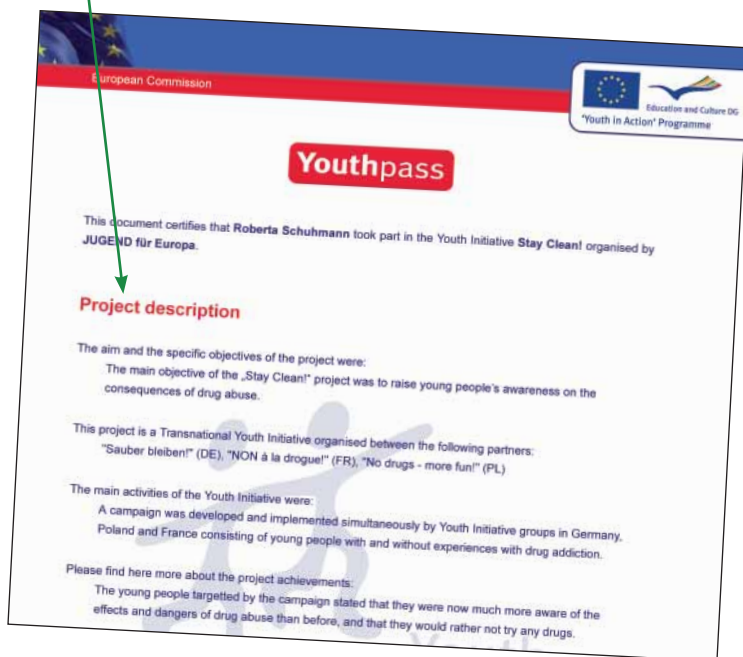 European Commission
Education and Culture DG
'Youth in Action' Programme
Youthpass
This document certifies that Roberta Schuhmann took part in the Youth Initiative Stay Clean! organised by
JUGEND für Europa.
Project description
The aim and the specific objectives of the project were:
The main objective of the „Stay Clean!" project was to raise young people's awareness on the
consequences of drug abuse.
This project is a Transnational Youth Initiative organised between the following partners:
"Sauber bleiben!" (DE), "NON à la drogue!" (FR), "No drugs - more fun!" (PL)
The main activities of the Youth Initiative were:
A campaign was developed and implemented simultaneously by Youth Initiative groups in Germany,
Poland and France consisting of young people with and without experiences with drug addiction.
Please find here more about the project achievements:
The young people targetted by the campaign stated that they were now much more aware of the
effects and dangers of drug abuse than before, and that they would rather not try any drugs.